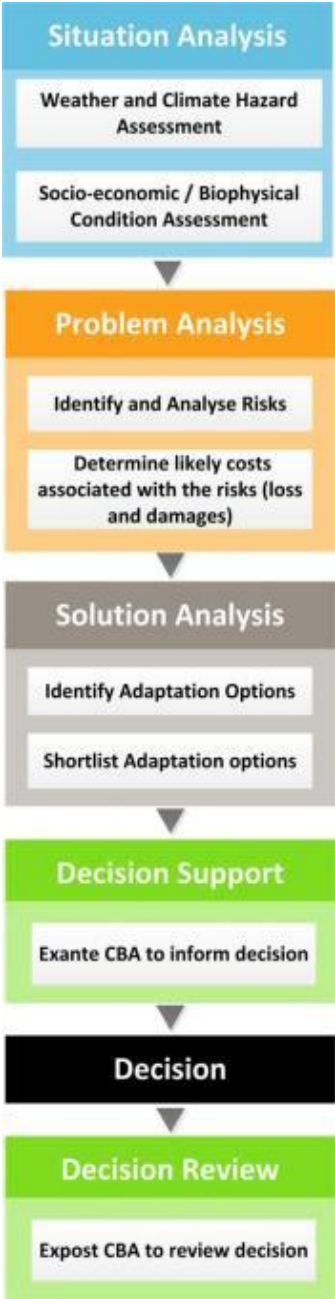 Situation Analysis
Weather and Climate Hazard
Assessment
Socio-economic / Biophysical
Condition Assessment
Problem Analysis
Identify and Analyse Risks
Determine likely costs
associated with the risks (loss
and damages)
Solution Analysis
Identify Adaptation Options
Shortlist Adaptation options
Decision Support
Exante CBA to inform decision
Decision
Decision Review
Expost CBA to review decision